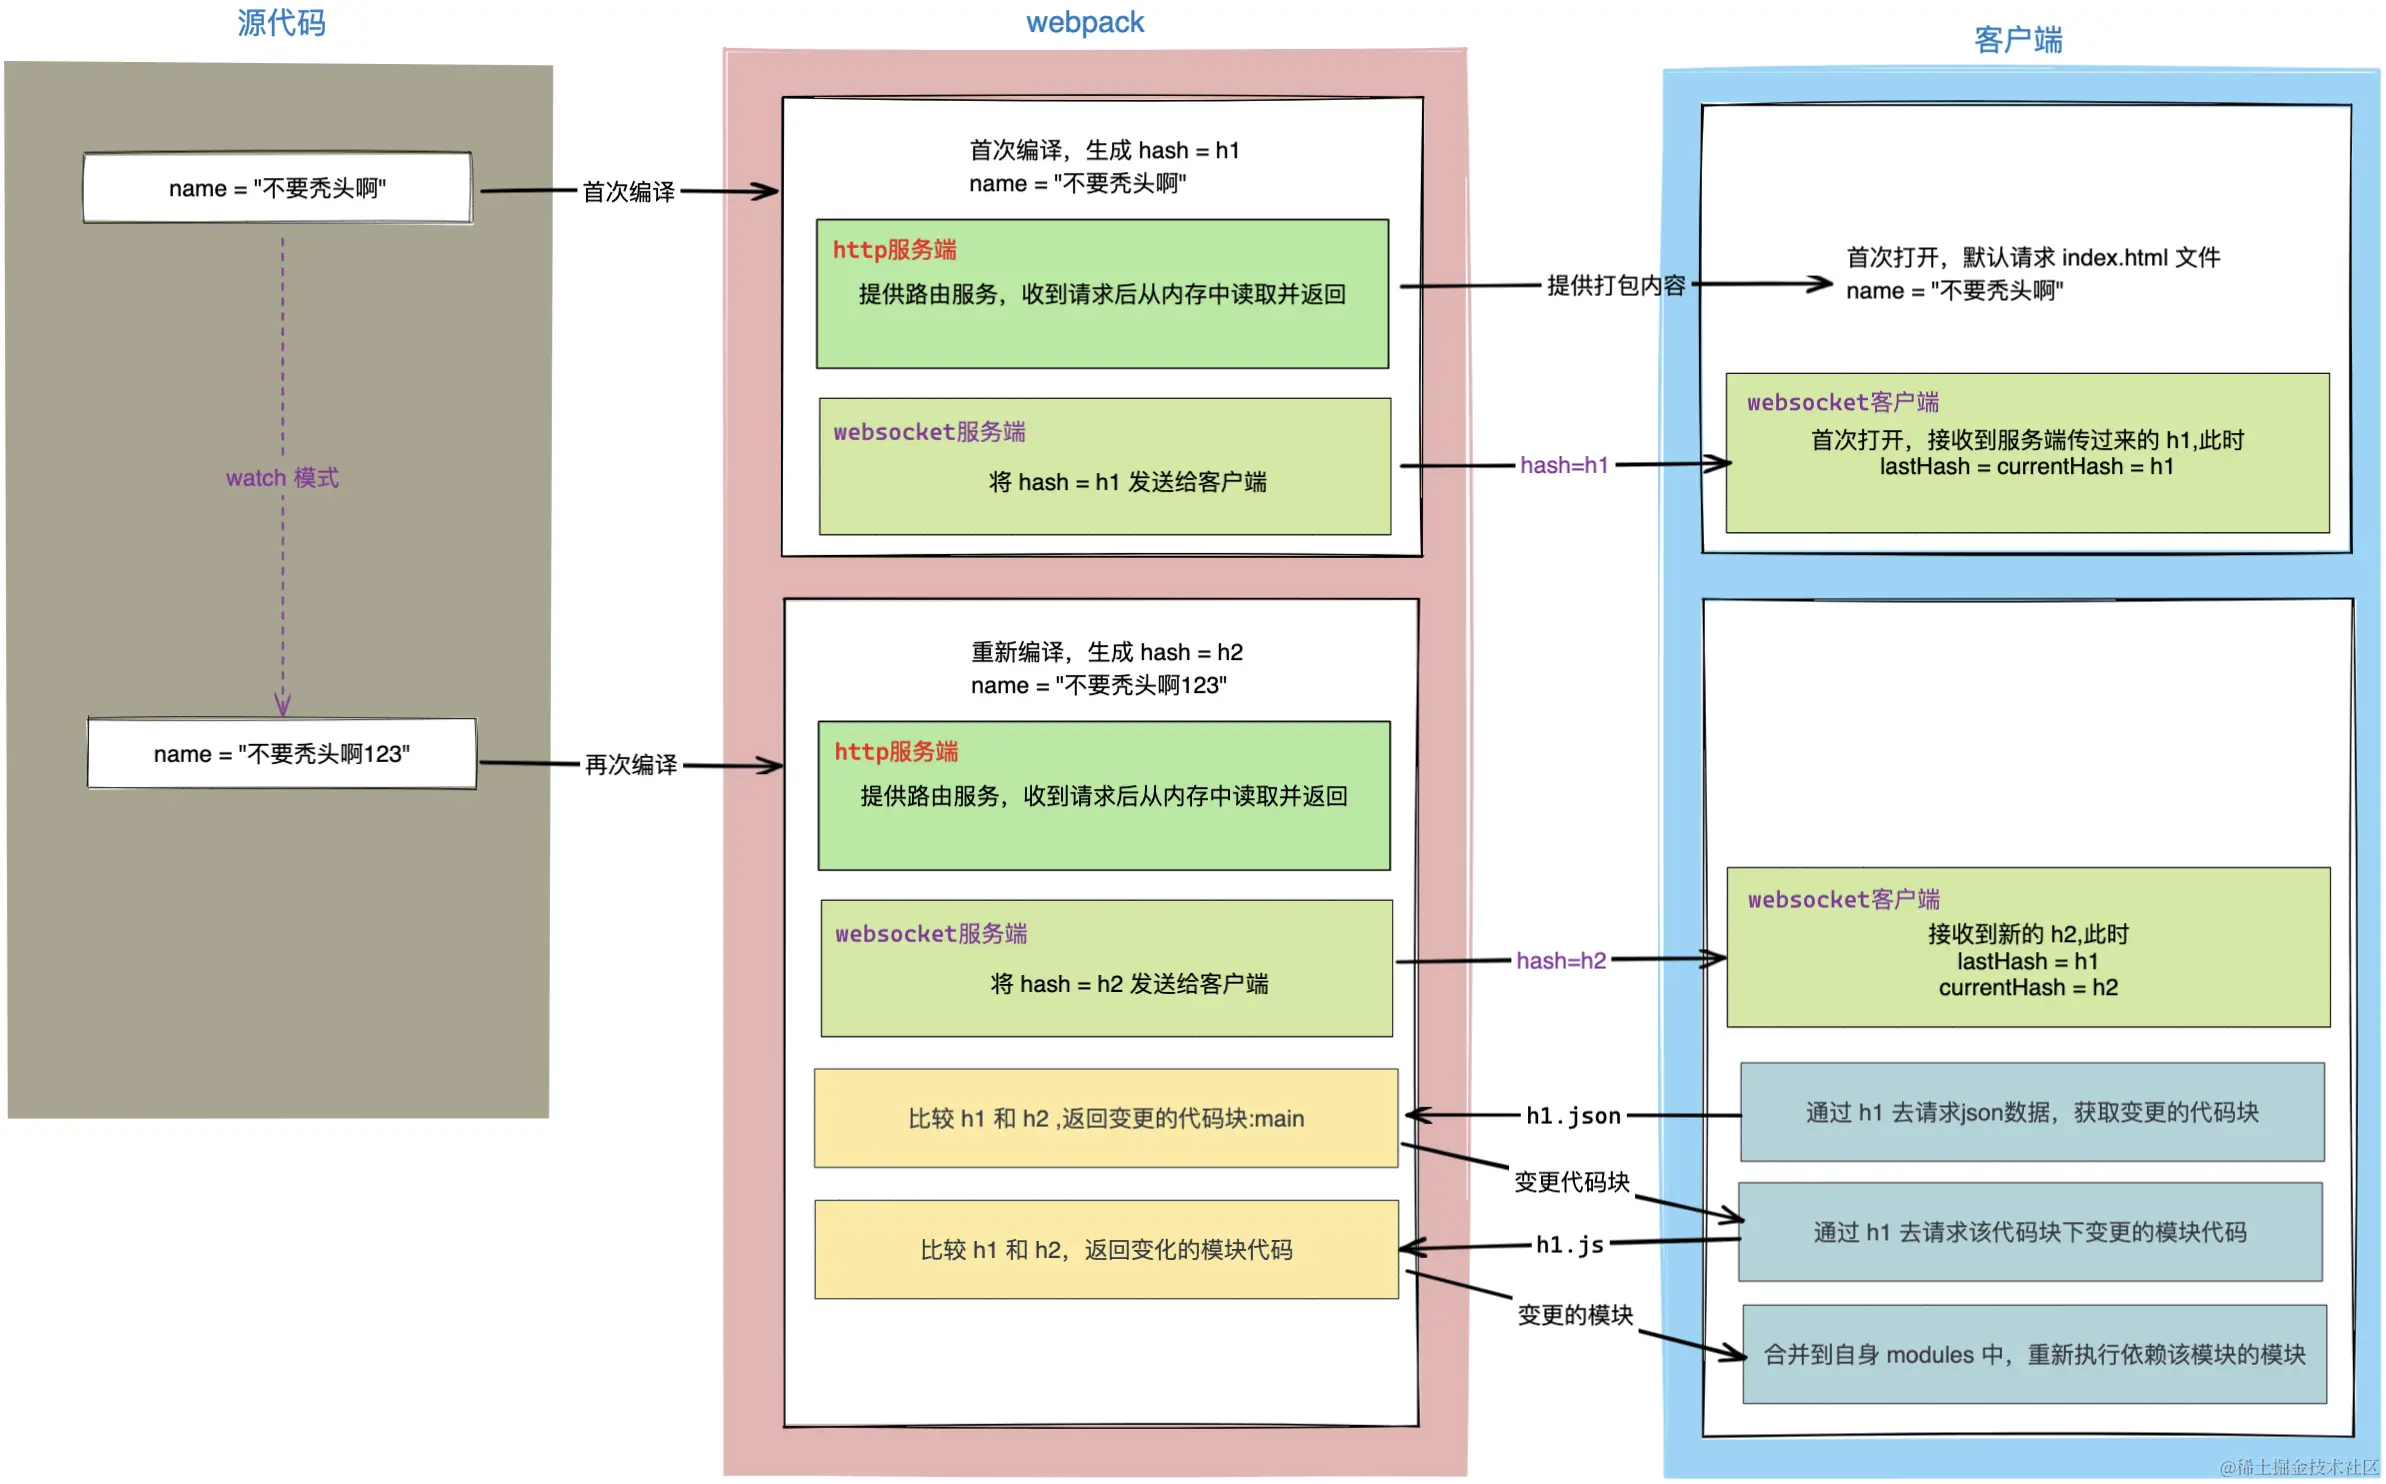 源代码
webpack
客户端
name = "不要秃头啊"
首次编译
watch 模式
name = "不要秃头啊123"
再次编译
首次编译，生成 hash = h1
name = "不要秃头啊"
http服务端
提供路由服务，收到请求后从内存中读取并返回
websocket服务端
将 hash = h1 发送给客户端
提供打包内容
hash=h1
首次打开，默认请求 index.html 文件
name = "不要秃头啊"
websocket客户端
首次打开，接收到服务端传过来的 h1,此时
lastHash = currentHash = h1
重新编译，生成 hash = h2
name = "不要秃头啊123"
http服务端
提供路由服务，收到请求后从内存中读取并返回
websocket服务端
将 hash = h2 发送给客户端
hash=h2
websocket客户端
接收到新的 h2,此时
lastHash = h1
currentHash = h2
比较 h1 和 h2 ,返回变更的代码块:main
h1.json
通过 h1 去请求json数据，获取变更的代码块
变更代码块
通过 h1 去请求该代码块下变更的模块代码
比较 h1 和 h2，返回变化的模块代码
h1.js
变更的模块
合并到自身 modules 中，重新执行依赖该模块的模块
@稀土掘金技术社区